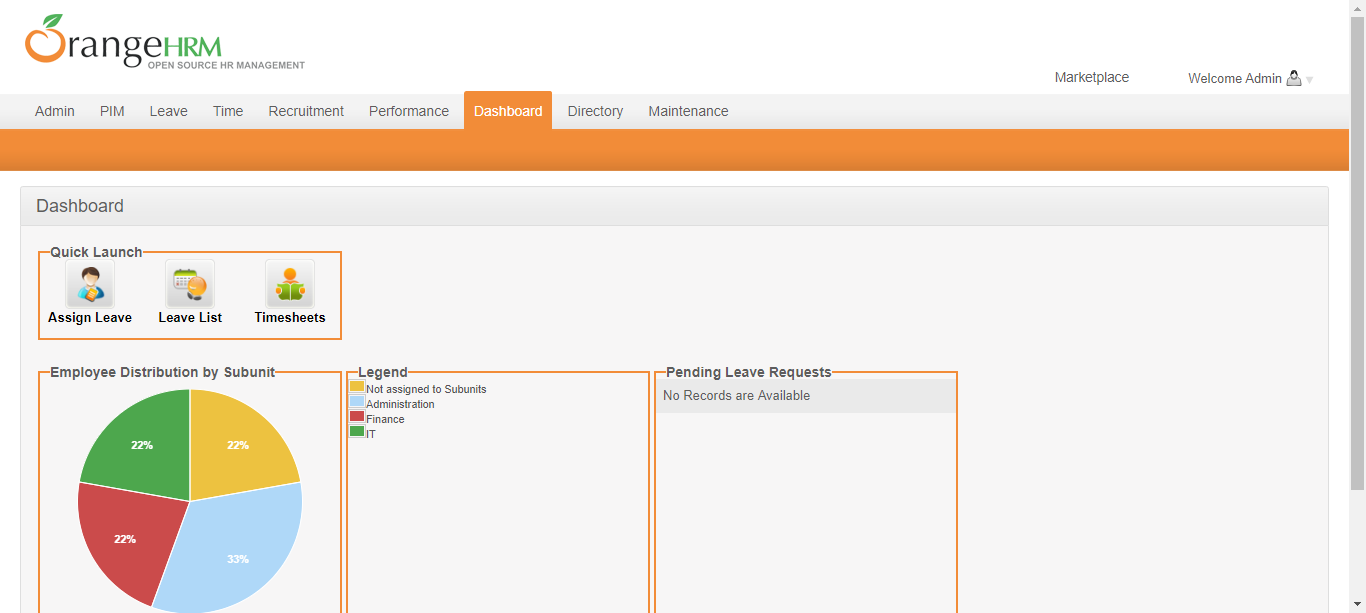 OrangeHRM
OPEN SOURCE HR MANAGEMENT
Marketplace
Welcome Admin
Admin PIM Leave Time Recruitment Performance Dashboard Directory Maintenance
Dashboard
Quick Launch
Assign Leave Leave List Timesheets
Employee Distribution by Subunit
22% 22%
22%
33%
Legend
Not assigned to Subunits
Administration
Finance
IT
Pending Leave Requests
No Records are Available